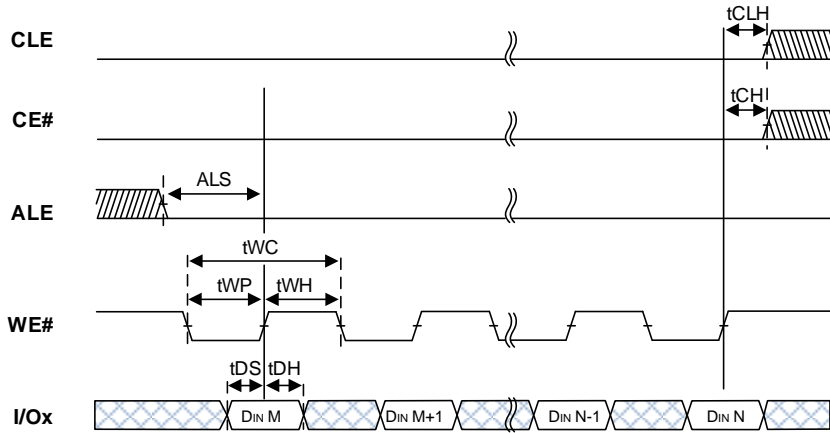 tCLH
CLE
tCH
CE#
ALS
ALE
tWC
tWP
tWH
WE#
tDS
tDH
I/Ox
DIN M
DIN M+1
DIN N-1
DIN N